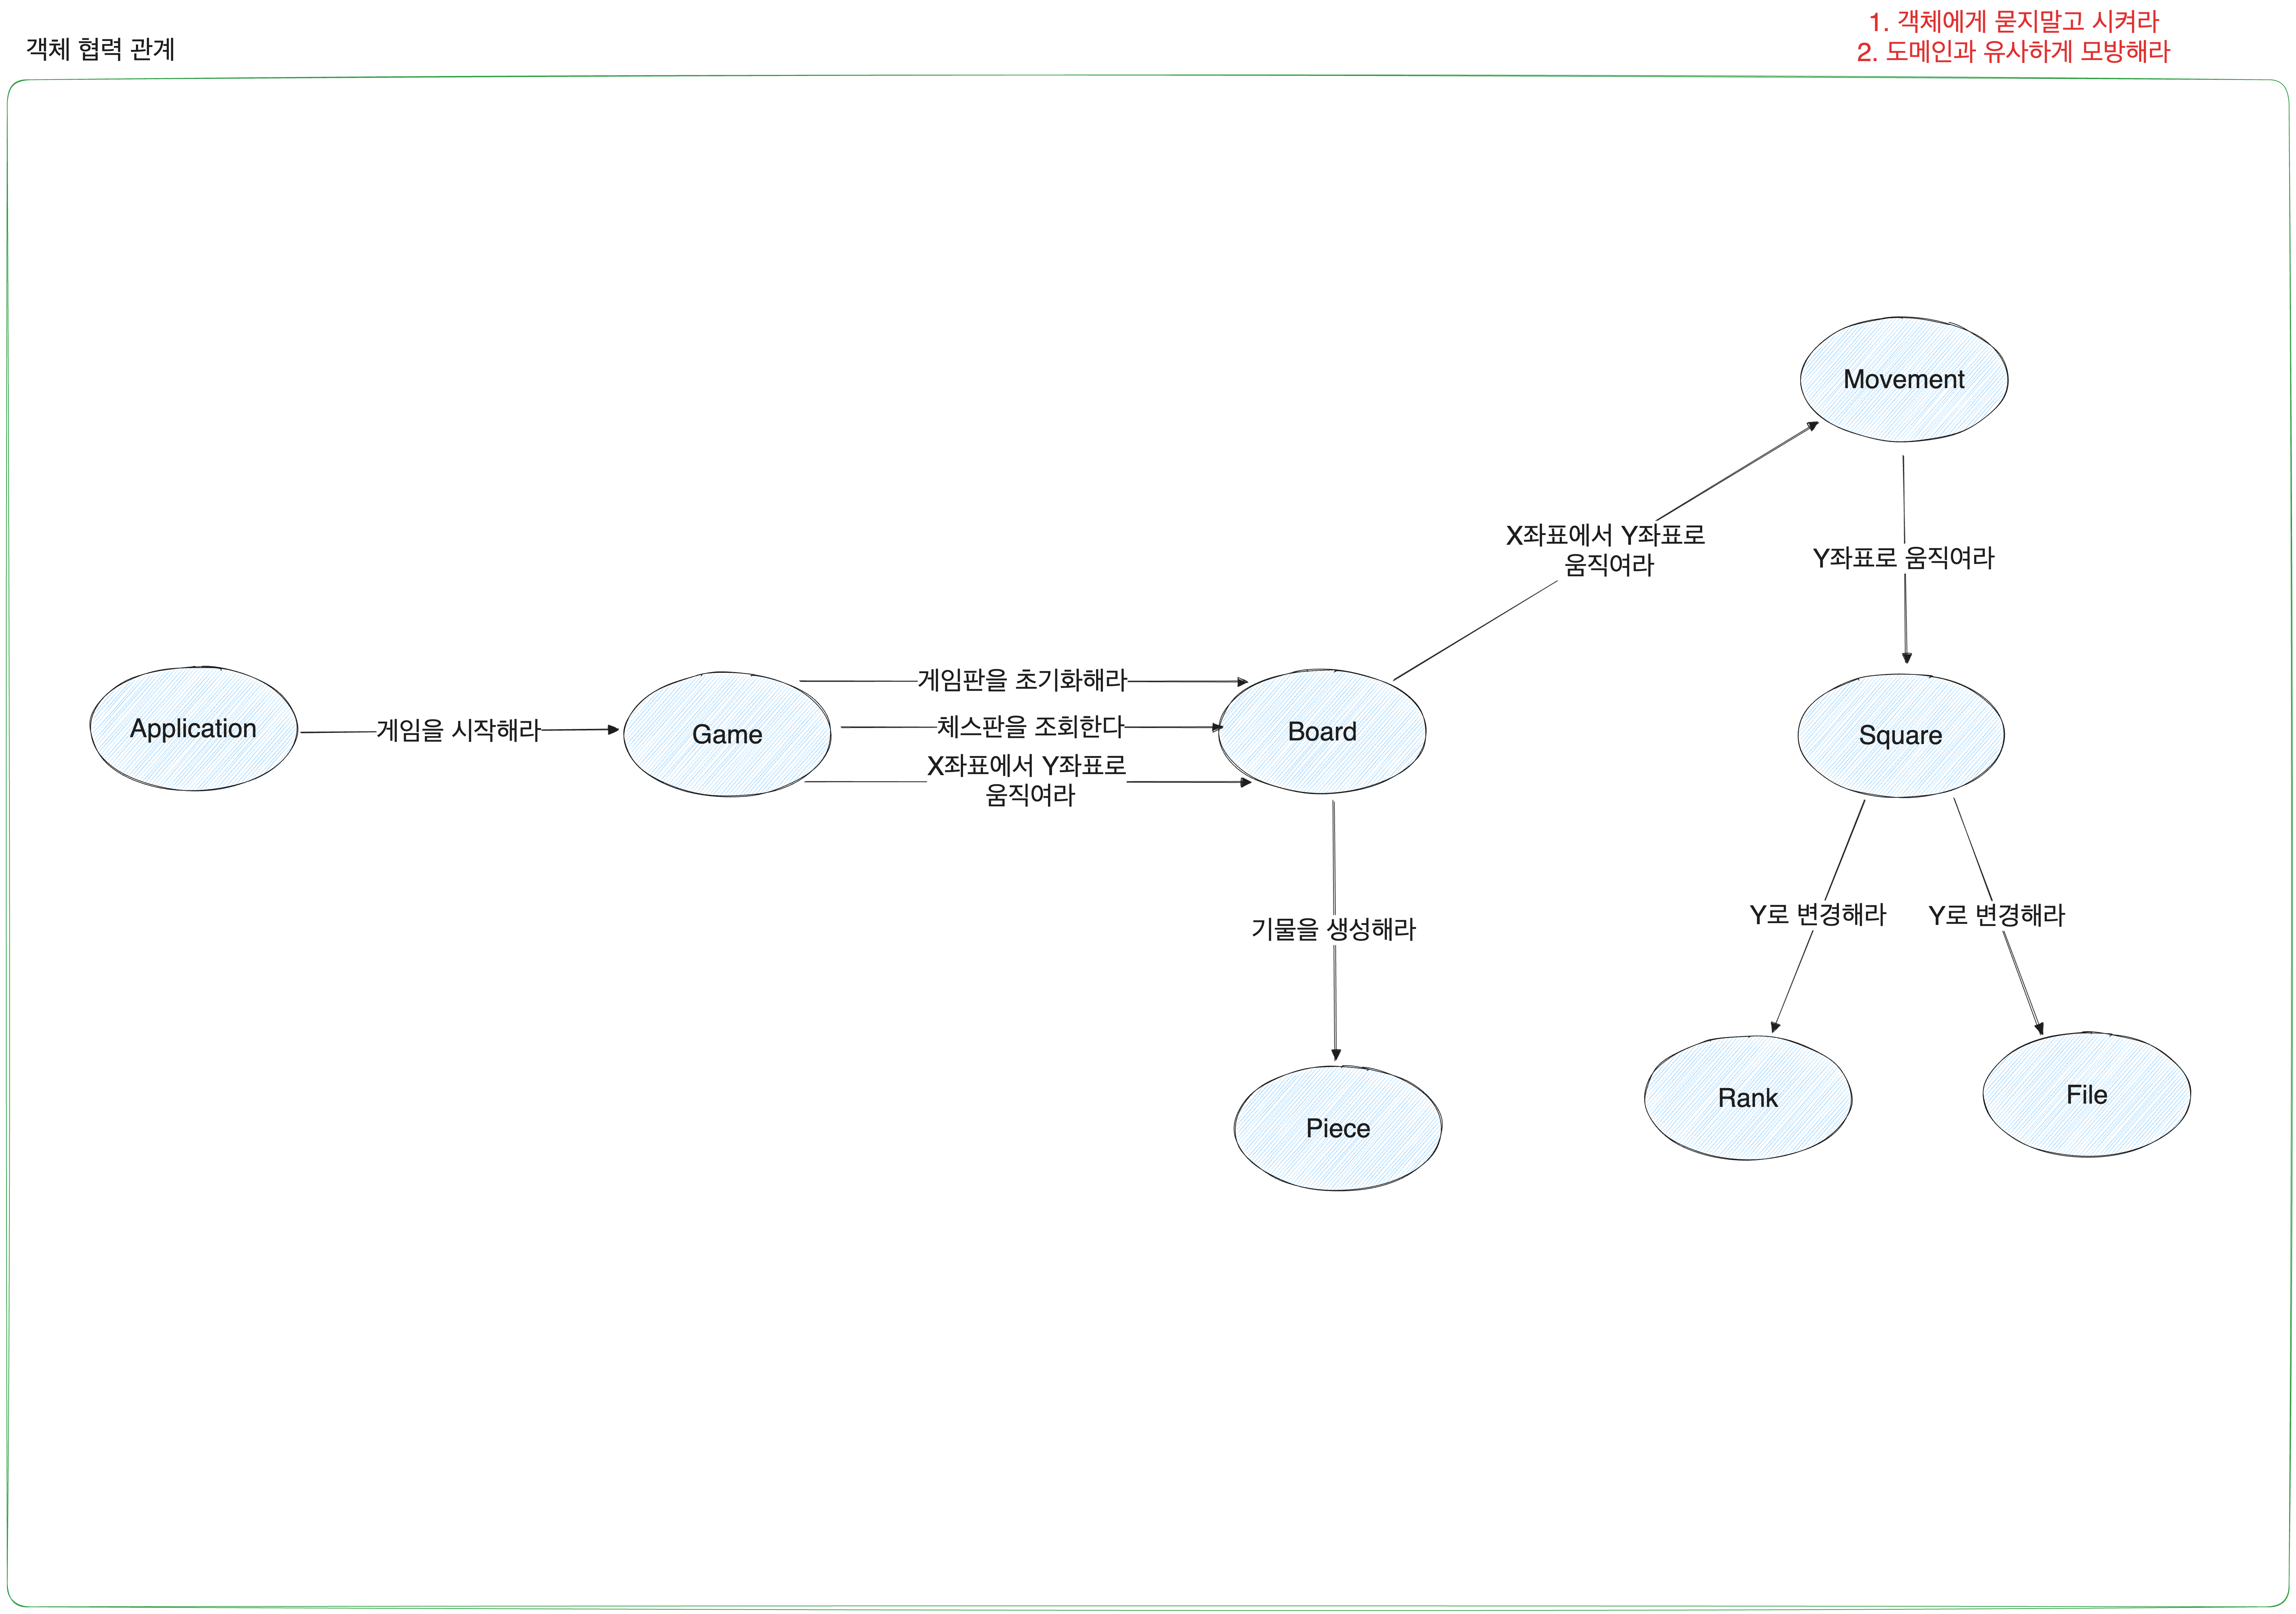 객체 협력 관계
1. 객체에게 묻지말고 시켜라
2. 도메인과 유사하게 모방해라
Movement
X좌표에서 Y좌표로
움직여라
Y좌표로 움직여라
Application
게임을 시작해라
Game
게임판을 초기화해라
체스판을 조회한다
X좌표에서 Y좌표로
움직여라
Board
Square
기물을 생성해라
Y로 변경해라
Y로 변경해라
Piece
Rank
File